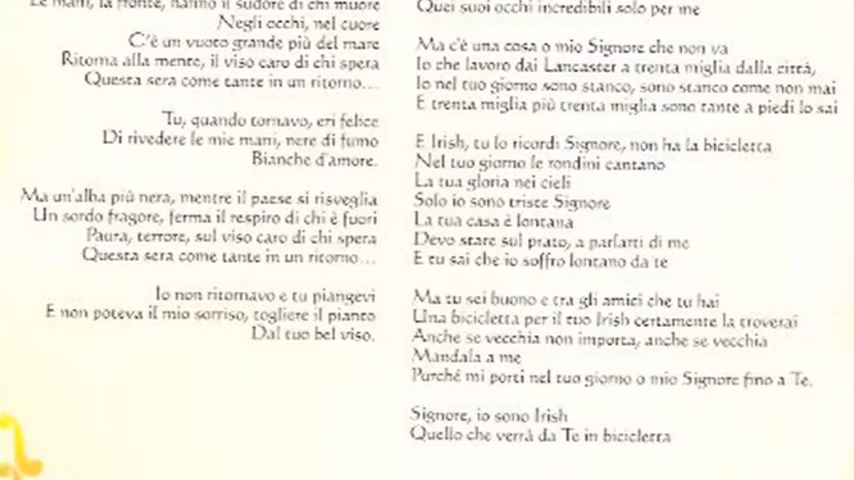 Le mani, la fronte, hanno il sudore di chi muore
Negli occhi, nel cuore
C'è un vuoto grande più del mare
Ritorna alla mente, il viso caro di chi spera
Questa sera come tante in un ritorno...
Tu, quando tornavo, eri felice
Di rivedere le mie mani, nere di fumo
Bianche d'amore.
Ma un'alba più nera, mentre il paese si risveglia
Un sordo fragore, ferma il respiro di chi è fuori
Paura, terrore, sul viso caro di chi spera
Questa sera come tante in un ritorno...
Io non ritornavo e tu piangevi
E non poteva il mio sorriso, togliere il pianto
Dal tuo bel viso.
Quei suoi occhi incredibili solo per me
Ma c'è una cosa o mio Signore che non va
Io che lavoro dai Lancaster a trenta miglia dalla città,
Io nel tuo giorno sono stanco, sono stanco come non mai
E trenta miglia più trenta miglia sono tante a piedi lo sai
E Irish, tu lo ricordi Signore, non ha la bicicletta
Nel tuo giorno le rondini cantano
La tua gloria nei cieli
Solo io sono triste Signore
La tua casa è lontana
Devo stare sul prato, a parlarti di me
E tu sai che io soffro lontano da te
Ma tu sei buono e tra gli amici che tu hai
Una bicicletta per il tuo Irish certamente la troverai
Anche se vecchia non importa, anche se vecchia
Mandala a me
Purché mi porti nel tuo giorno o mio Signore fino a Te.
Signore, io sono Irish
Quello che verrà da Te in bicicletta